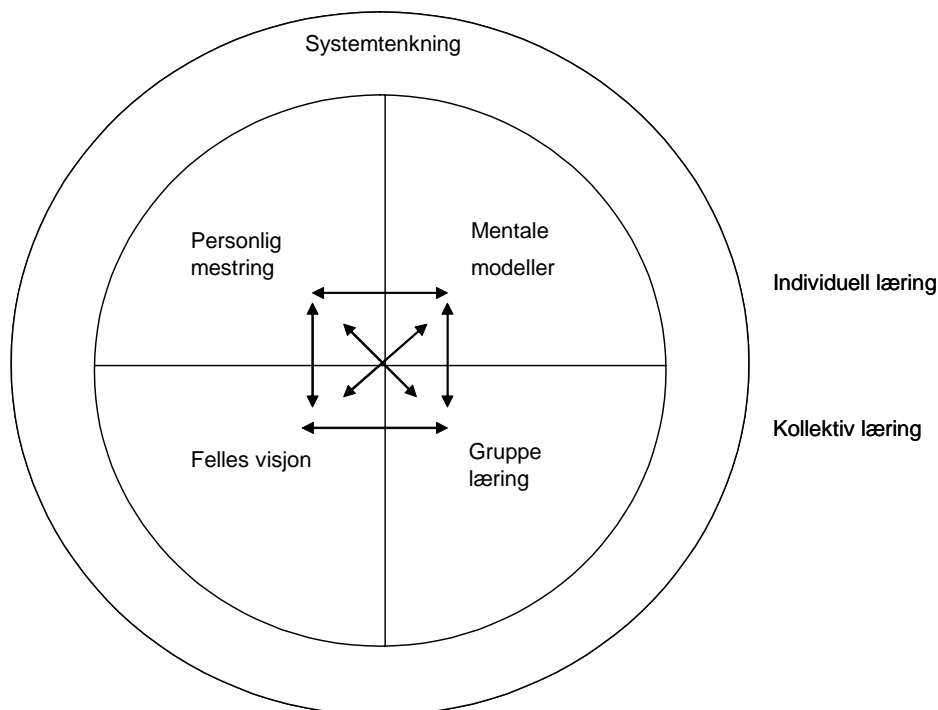 Systemtenkning
Personlig
mestring
Mentale
modeller
Individuell læring
Kollektiv læring
Felles visjon
Gruppe
læring